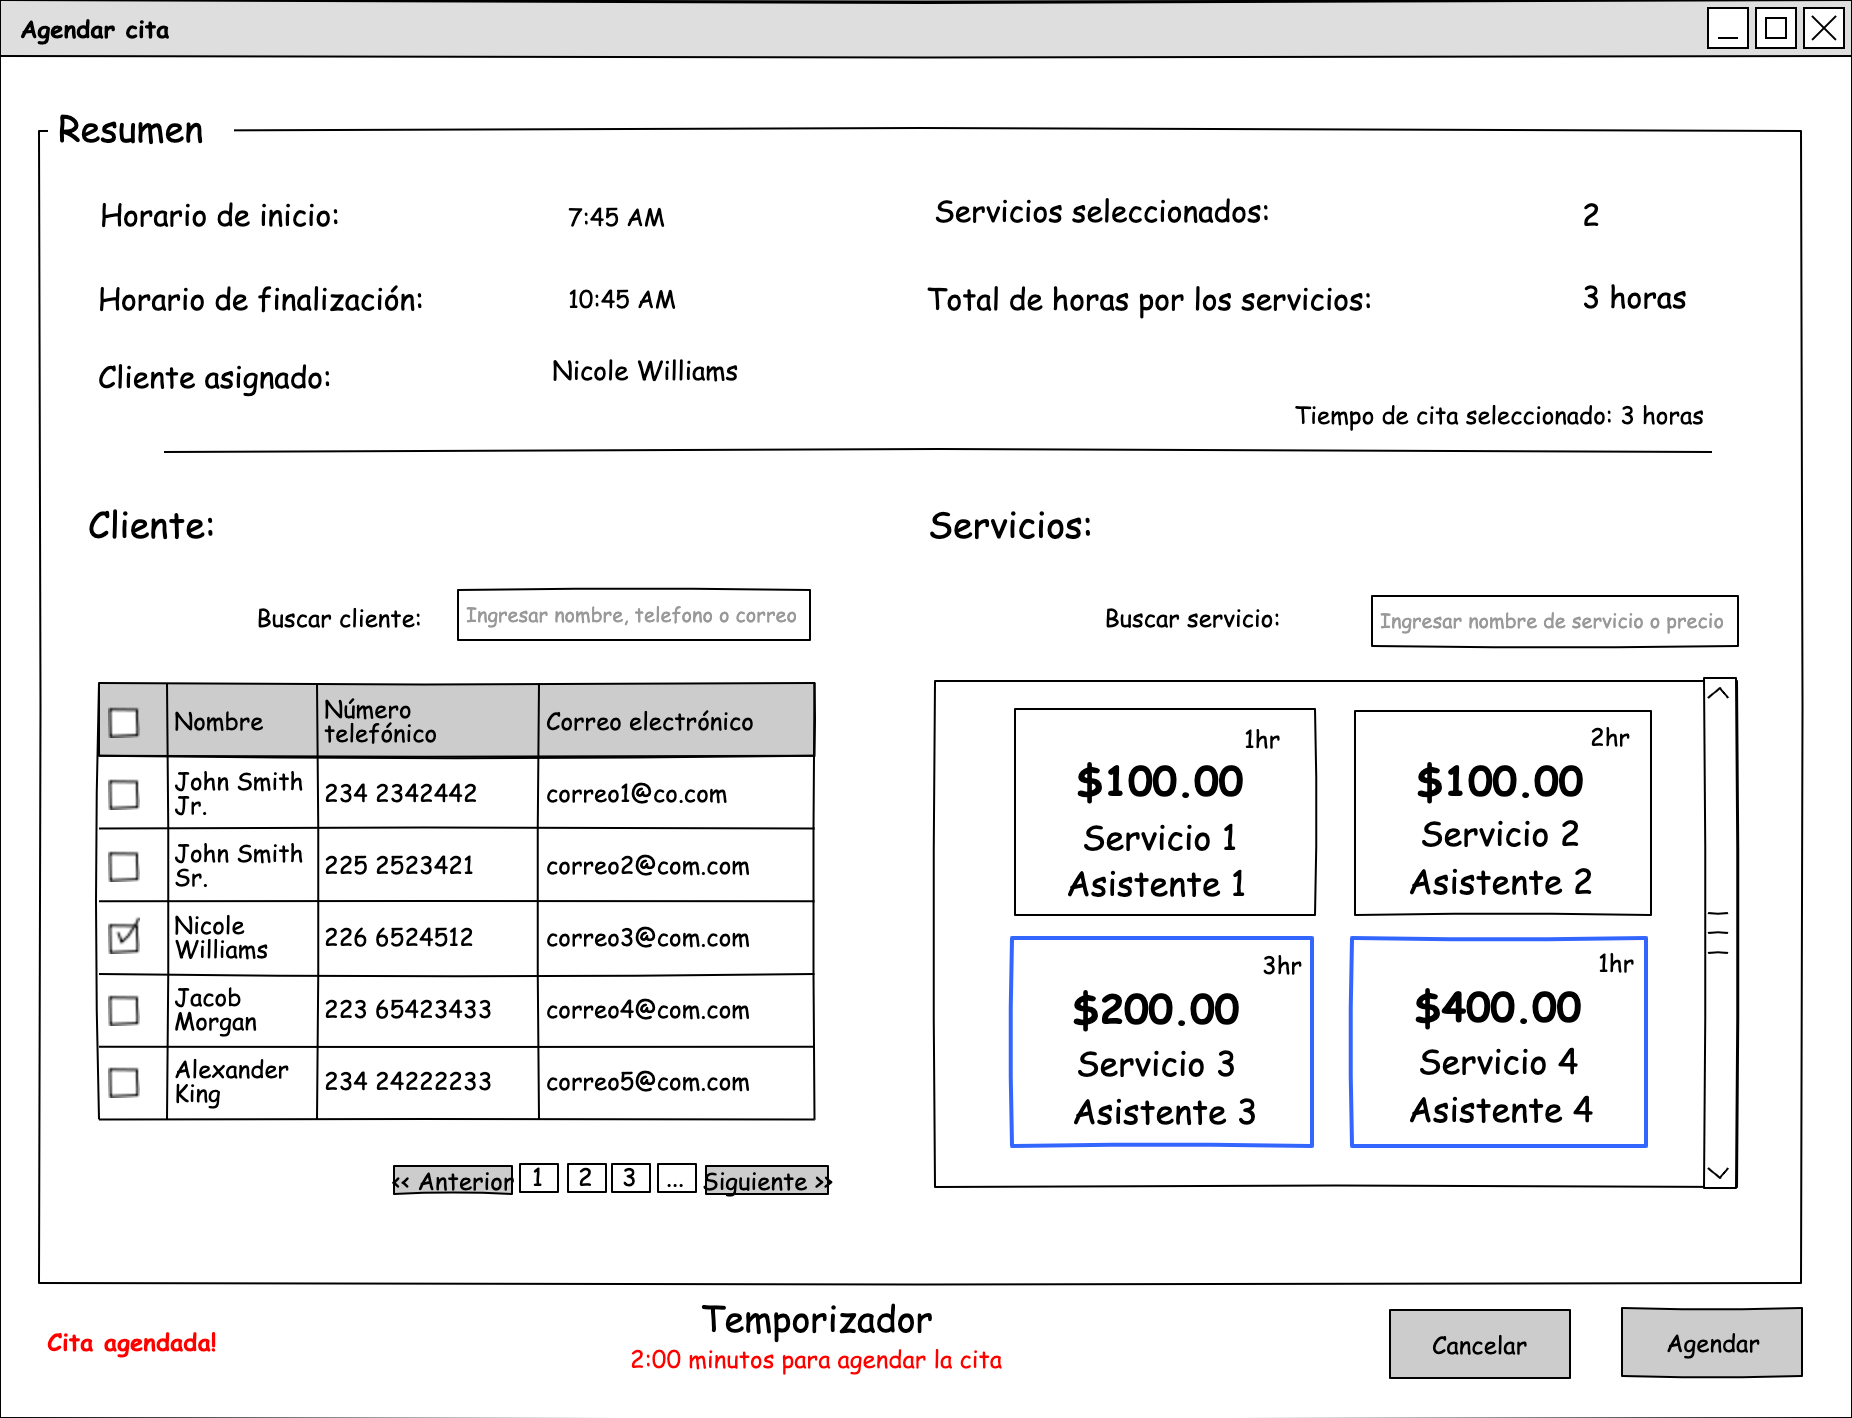 Agendar cita
Resumen
Horario de inicio: 7:45 AM
Servicios seleccionados: 2
Horario de finalización: 10:45 AM
Total de horas por los servicios: 3 horas
Cliente asignado: Nicole Williams
Tiempo de cita seleccionado: 3 horas
Cliente:
Buscar cliente: Ingresar nombre, telefono o correo
Nombre
Número
telefónico
Correo electrónico
John Smith
Jr.
234 2342442
correo1@co.com
John Smith
Sr.
225 2523421
correo2@com.com
Nicole
Williams
226 6524512
correo3@com.com
Jacob
Morgan
223 65423433
correo4@com.com
Alexander
King
234 24222233
correo5@com.com
<< Anterior 1 2 3 ... Siguiente >>
Servicios:
Buscar servicio: Ingresar nombre de servicio o precio
1hr
$100.00
Servicio 1
Asistente 1
2hr
$100.00
Servicio 2
Asistente 2
3hr
$200.00
Servicio 3
Asistente 3
1hr
$400.00
Servicio 4
Asistente 4
Cita agendada!
Temporizador
2:00 minutos para agendar la cita
Cancelar
Agendar